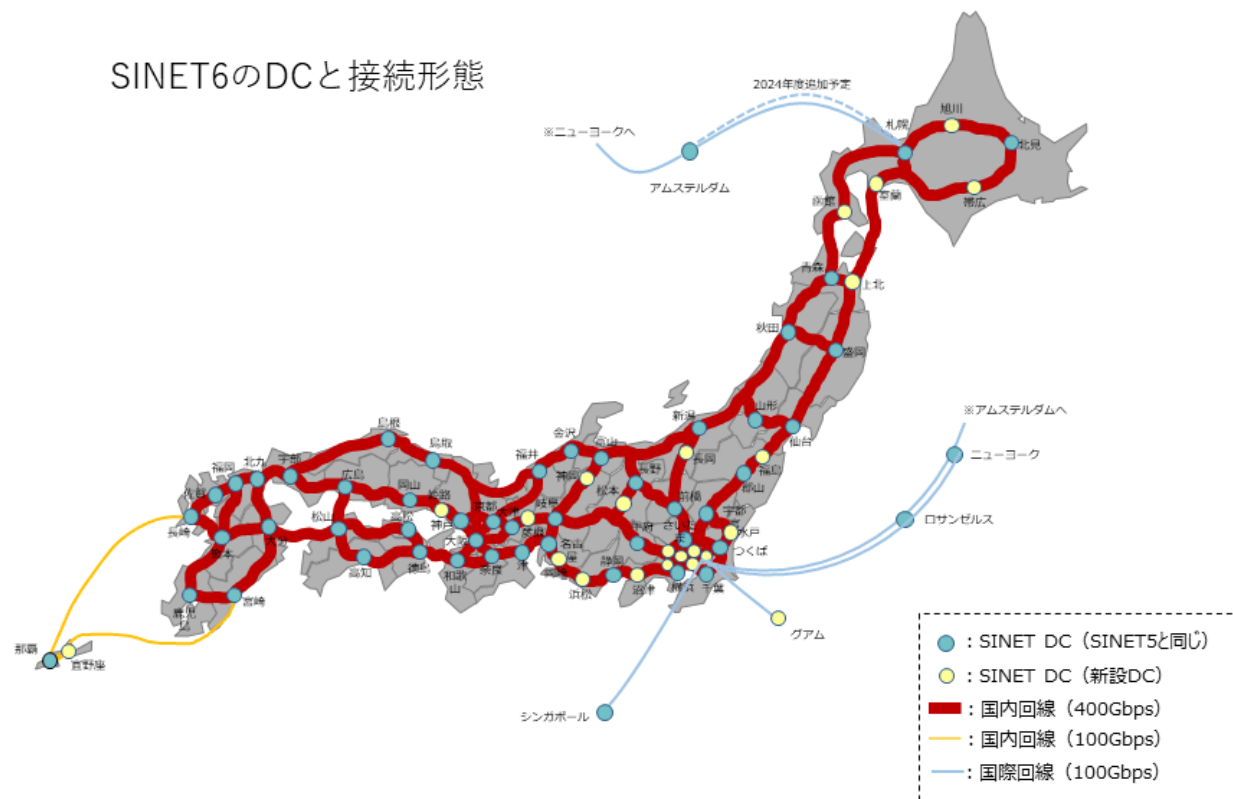 SINET6のDCと接続形態
2024年度追加予定
※ニューヨークへ
アムステルダム
旭川
札幌
北見
帯広
室蘭
函館
青森
上北
秋田
盛岡
山形
仙台
新潟
長岡
福島
郡山
※アムステルダムへ
ニューヨーク
ロサンゼルス
グアム
シンガポール
金沢
富山
福井
神岡
長野
松本
前橋
宇都
宮
水戸
つくば
さいた
ま
甲府
千葉
横浜
沼津
静岡
浜松
岡崎
名古
屋
岐阜
彦根
大津
京都
津
奈良
大阪
和歌
山
神戸
姫路
岡山
鳥取
島根
広島
高松
徳島
松山
高知
宇部
北九
福岡
佐賀
長崎
熊本
大分
鹿児
島
宮崎
那覇
宜野座
：SINET DC（SINET5と同じ）
：SINET DC（新設DC）
：国内回線（400Gbps）
：国内回線（100Gbps）
：国際回線（100Gbps）